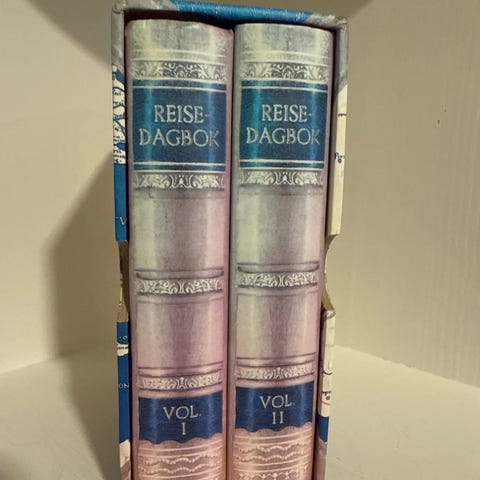 REISE-
DAGBOK
VOL.
I
REISE-
DAGBOK
VOL.
II